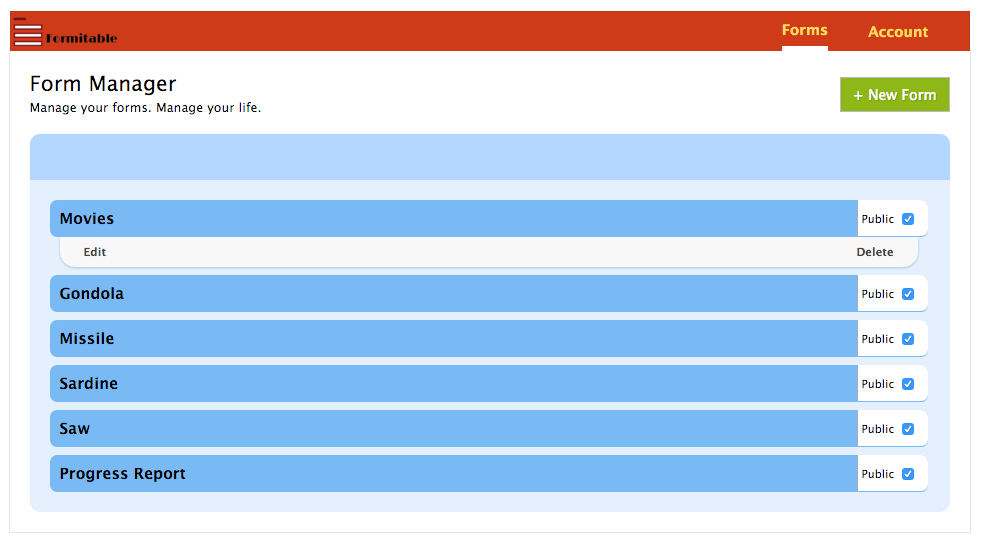 Formitable
Forms
Account
Form Manager
Manage your forms. Manage your life.
+ New Form
Movies
Public
Edit
Delete
Gondola
Public
Missile
Public
Sardine
Public
Saw
Public
Progress Report
Public